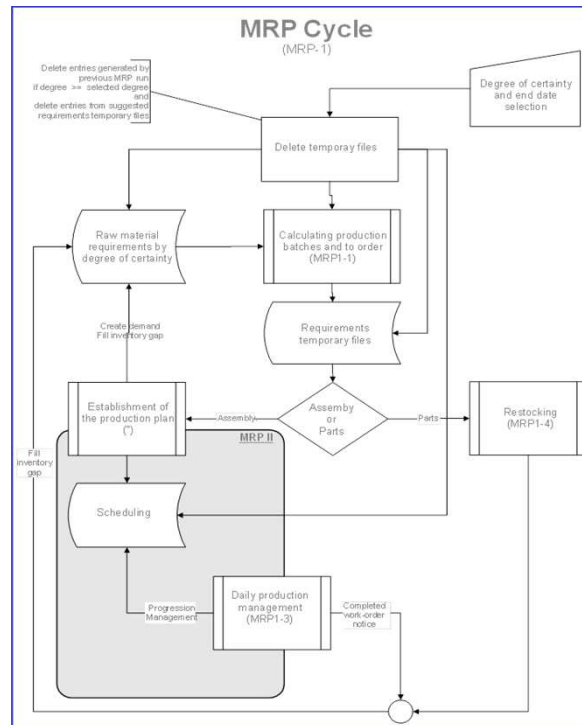 MRP Cycle
(MRP-1)
Delete entries generated by
previous MRP run
if degree >= selected degree
and
delete entries from suggested
requirements temporary files
Degree of certainty
and end date
selection
Delete temporay files
Raw material
requirements by
degree of certainty
Calculating production
batches and to order
(MRP1-1)
Create demand
Fill inventory gap
Requirements
temporary files
Establishment of
the production plan
(*)
Assembly
Assemby
or
Parts
Parts
Restocking
(MRP1-4)
MRP II
Fill
inventory
gap
Scheduling
Progression
Management
Daily production
management
(MRP1-3)
Completed
work-order
notice